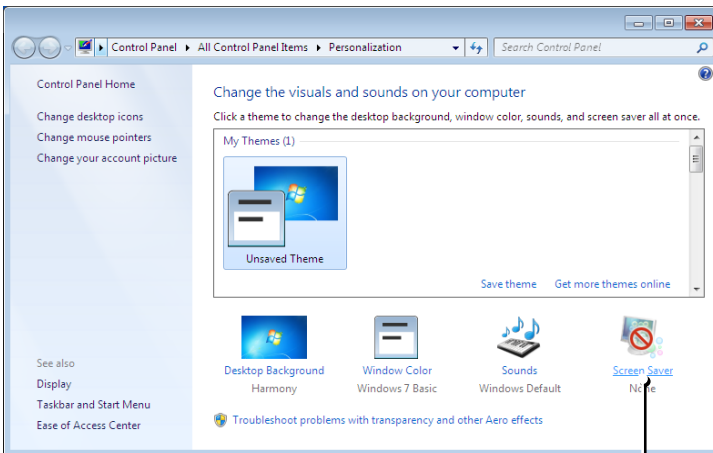 Control Panel ▸ All Control Panel Items ▸ Personalization
Search Control Panel
Control Panel Home
Change desktop icons
Change mouse pointers
Change your account picture
Change the visuals and sounds on your computer
Click a theme to change the desktop background, window color, sounds, and screen saver all at once.
My Themes (1)
Unsaved Theme
Save theme Get more themes online
Desktop Background
Harmony
Window Color
Windows 7 Basic
Sounds
Windows Default
Screen Saver
None
Troubleshoot problems with transparency and other Aero effects
See also
Display
Taskbar and Start Menu
Ease of Access Center